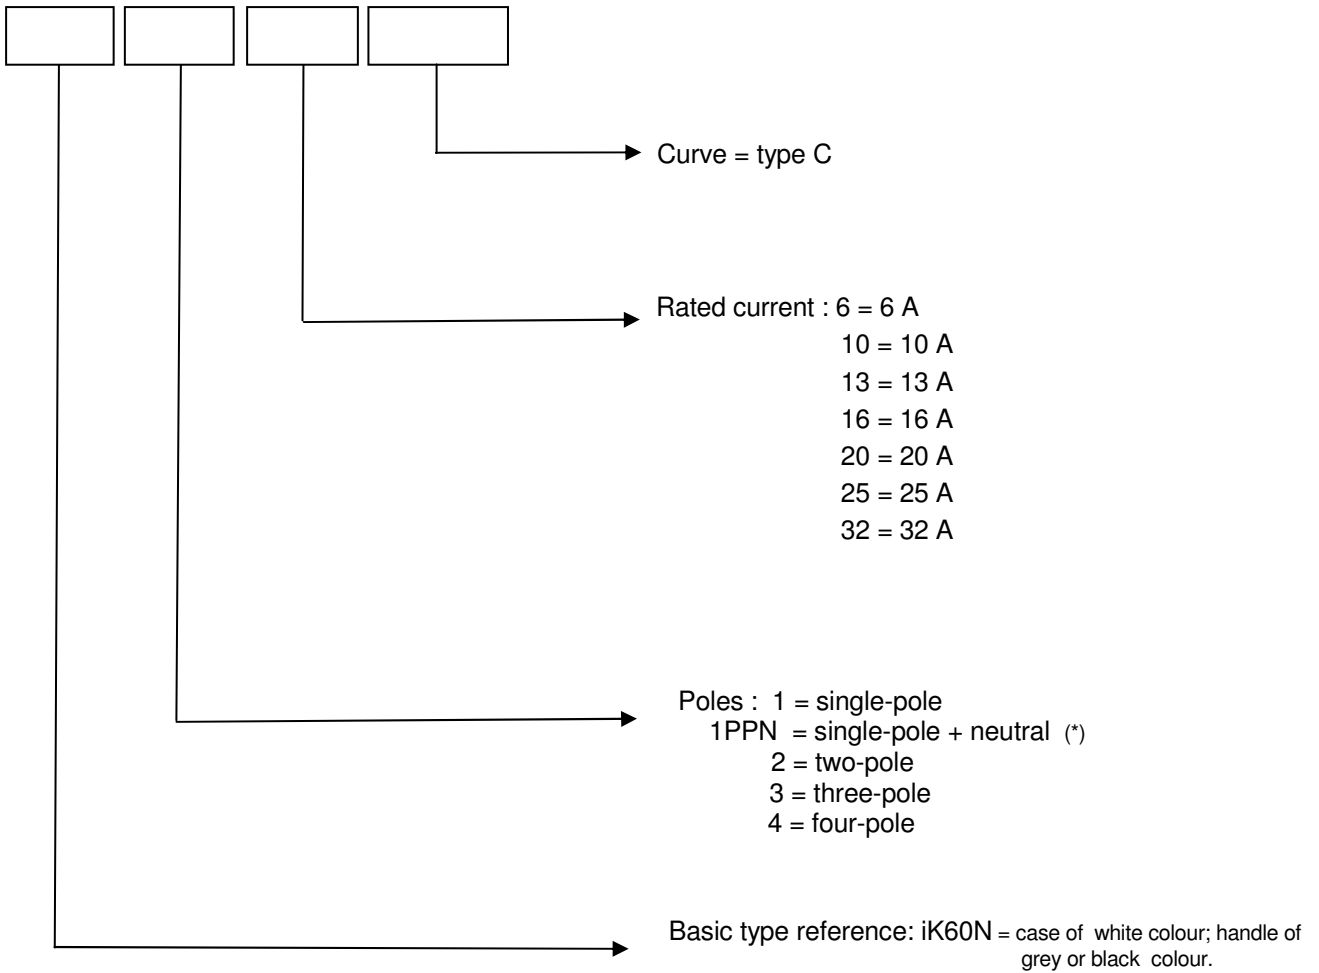 Curve = type C
Rated current : 6 = 6 A
10 = 10 A
13 = 13 A
16 = 16 A
20 = 20 A
25 = 25 A
32 = 32 A
Poles : 1 = single-pole
1PPN = single-pole + neutral (*)
2 = two-pole
3 = three-pole
4 = four-pole
Basic type reference: iK60N = case of white colour; handle of
grey or black colour.